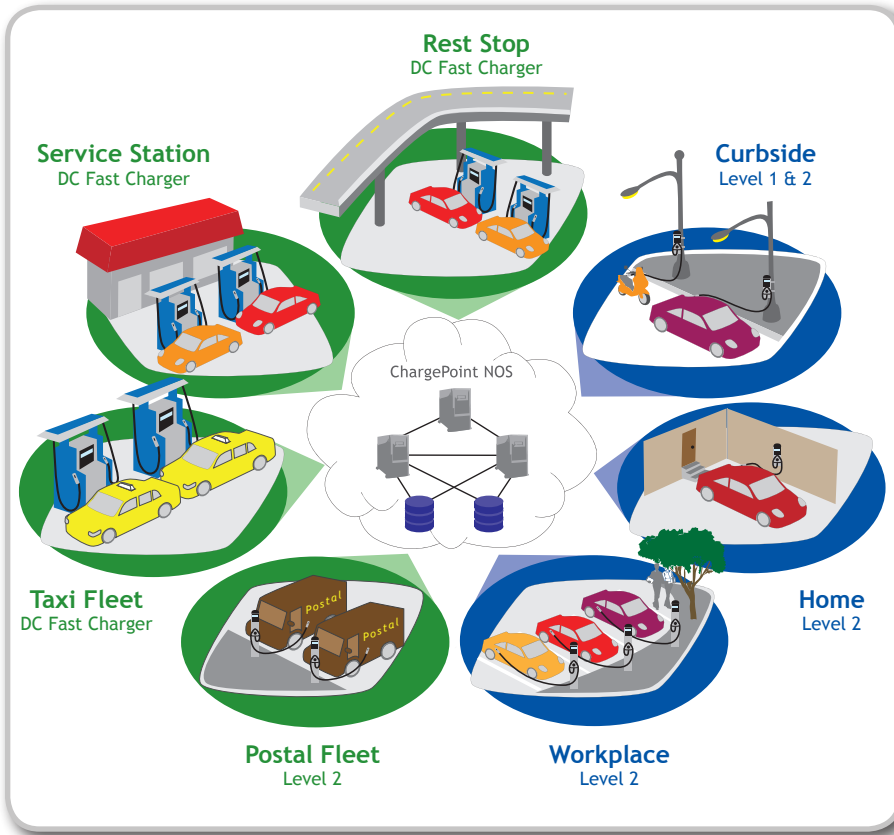 Rest Stop
DC Fast Charger
Service Station
DC Fast Charger
Curbside
Level 1 & 2
ChargePoint NOS
Taxi Fleet
DC Fast Charger
Postal
Postal
Home
Level 2
Postal Fleet
Level 2
Workplace
Level 2